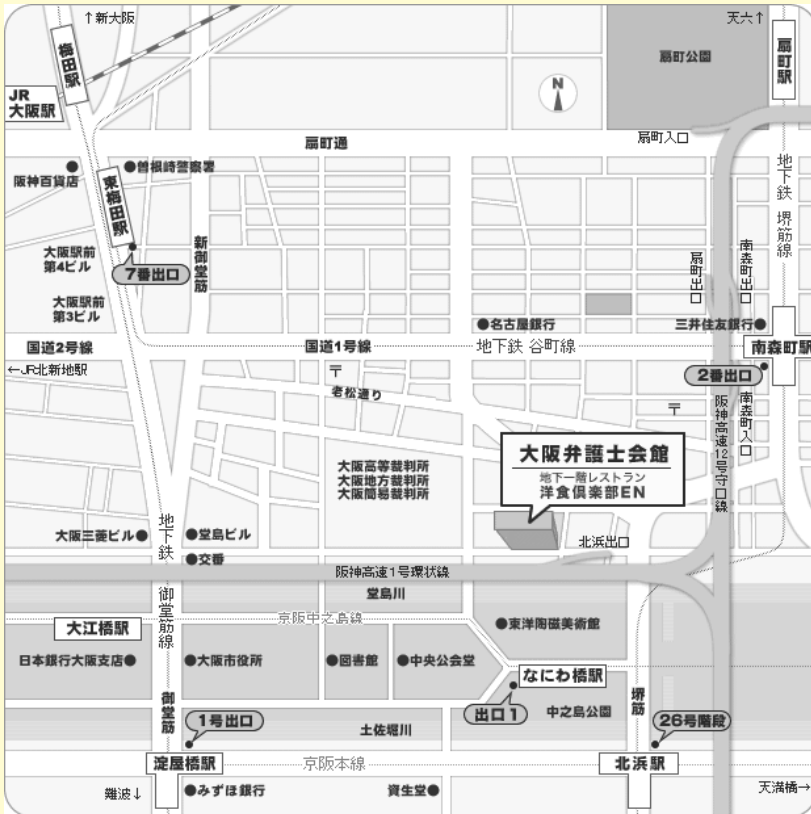 ↑新大阪
天六↑
梅田駅
扇町駅
扇町公園
JR
大阪駅
N
扇町入口
扇町通
阪神百貨店
●曽根崎警察署
地下鉄 堺筋線
東梅田駅
新御堂筋
大阪駅前
第4ビル
7番出口
扇町出口
南森町出口
大阪駅前
第3ビル
●名古屋銀行
三井住友銀行●
国道2号線
国道1号線
地下鉄 谷町線
南森町駅
←JR北新地駅
〒
2番出口
老松通り
〒
阪神高速12号守口線
南森町入口
大阪弁護士会館
地下一階レストラン
洋食倶楽部EN
大阪高等裁判所
大阪地方裁判所
大阪簡易裁判所
大阪三菱ビル●
地下鉄 御堂筋線
●堂島ビル
北浜出口
●交番
阪神高速1号環状線
堂島川
京阪中之島線
大江橋駅
●東洋陶磁美術館
日本銀行大阪支店●
●大阪市役所
●図書館
●中央公会堂
なにわ橋駅
御堂筋
堺筋
1号出口
出口1
中之島公園
26号階段
土佐堀川
淀屋橋駅
京阪本線
北浜駅
難波↓
●みずほ銀行
資生堂●
天満橋→